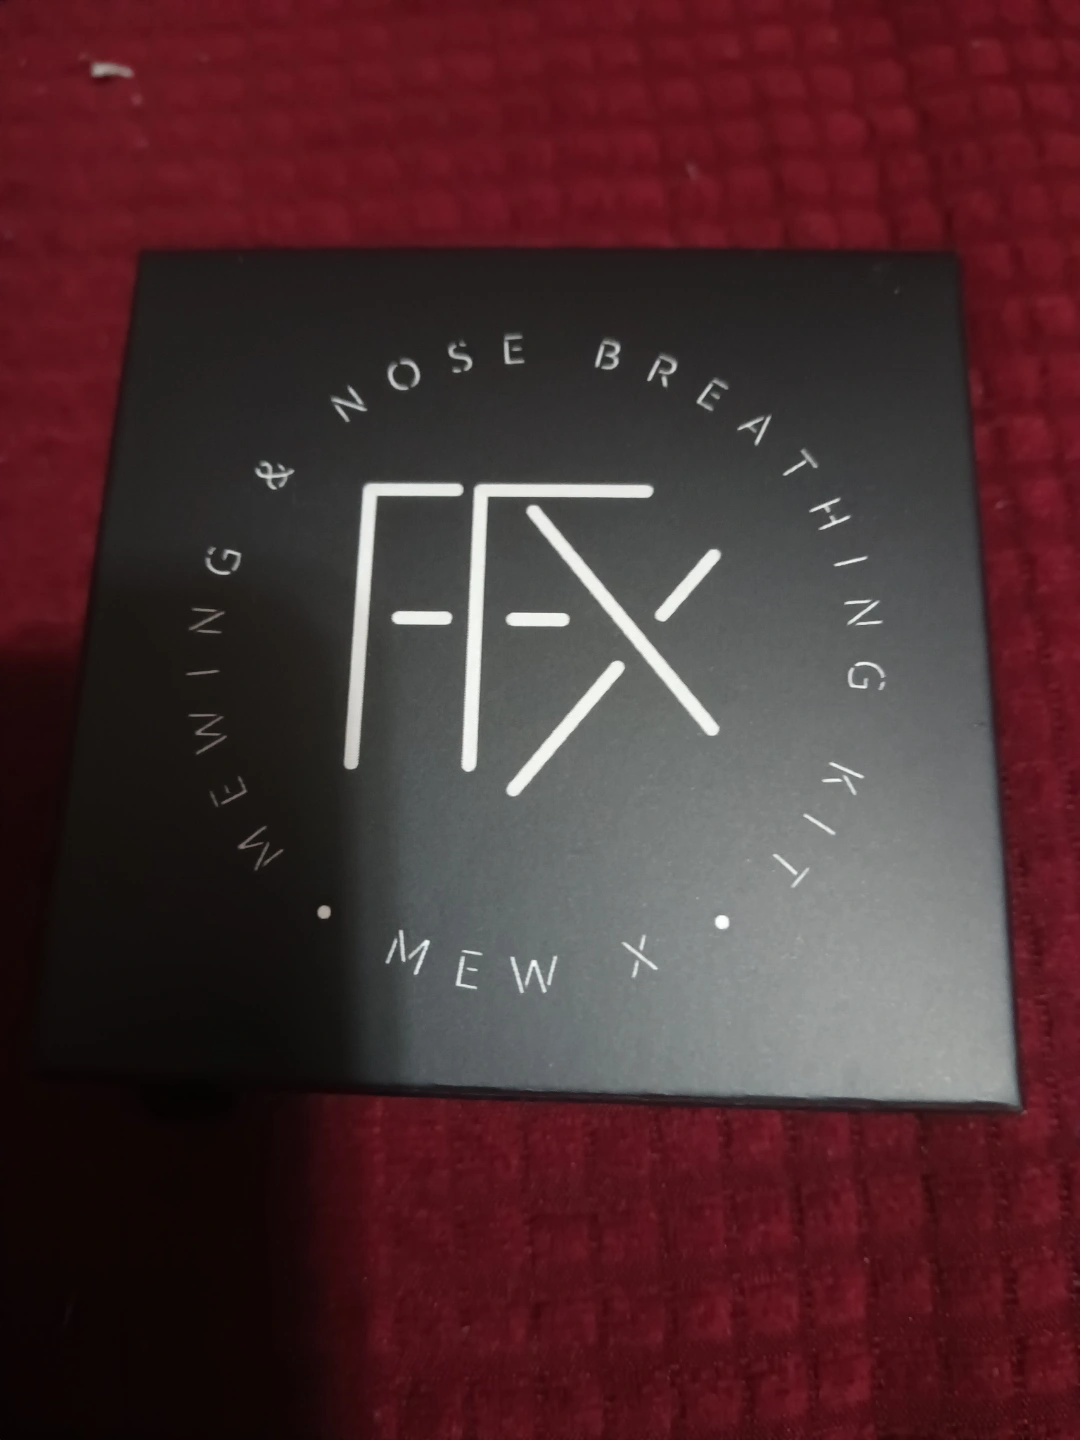 MEWING & NOSE BREATHING KIT
FFX
• MEW X •